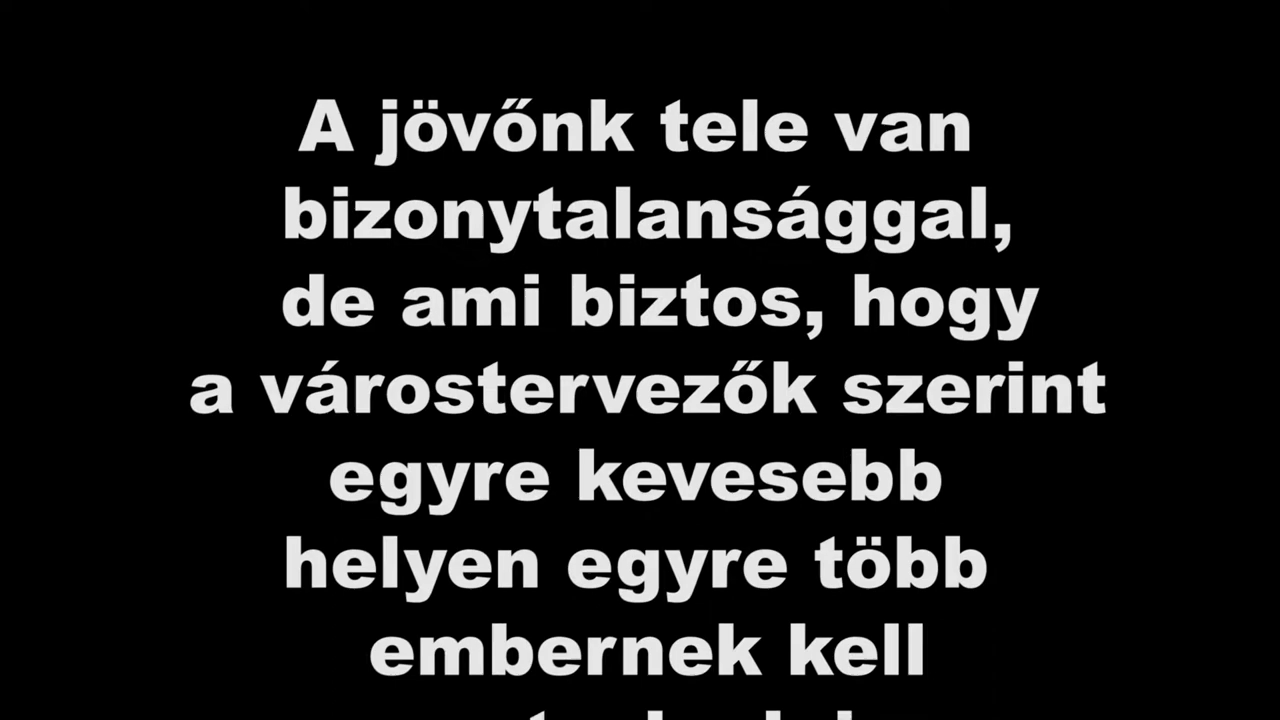 A jövőnk tele van
bizonytalansággal,
de ami biztos, hogy
a várostervezők szerint
egyre kevesebb
helyen egyre több
embernek kell